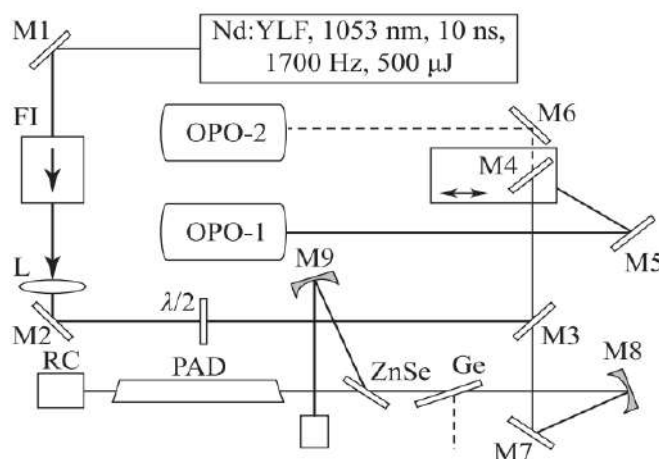 M1
Nd:YLF, 1053 nm, 10 ns,
1700 Hz, 500 μJ
FI
OPO-2
M6
M4
OPO-1
M5
L
M9
λ/2
M2
M3
RC
PAD
ZnSe
Ge
M8
M7